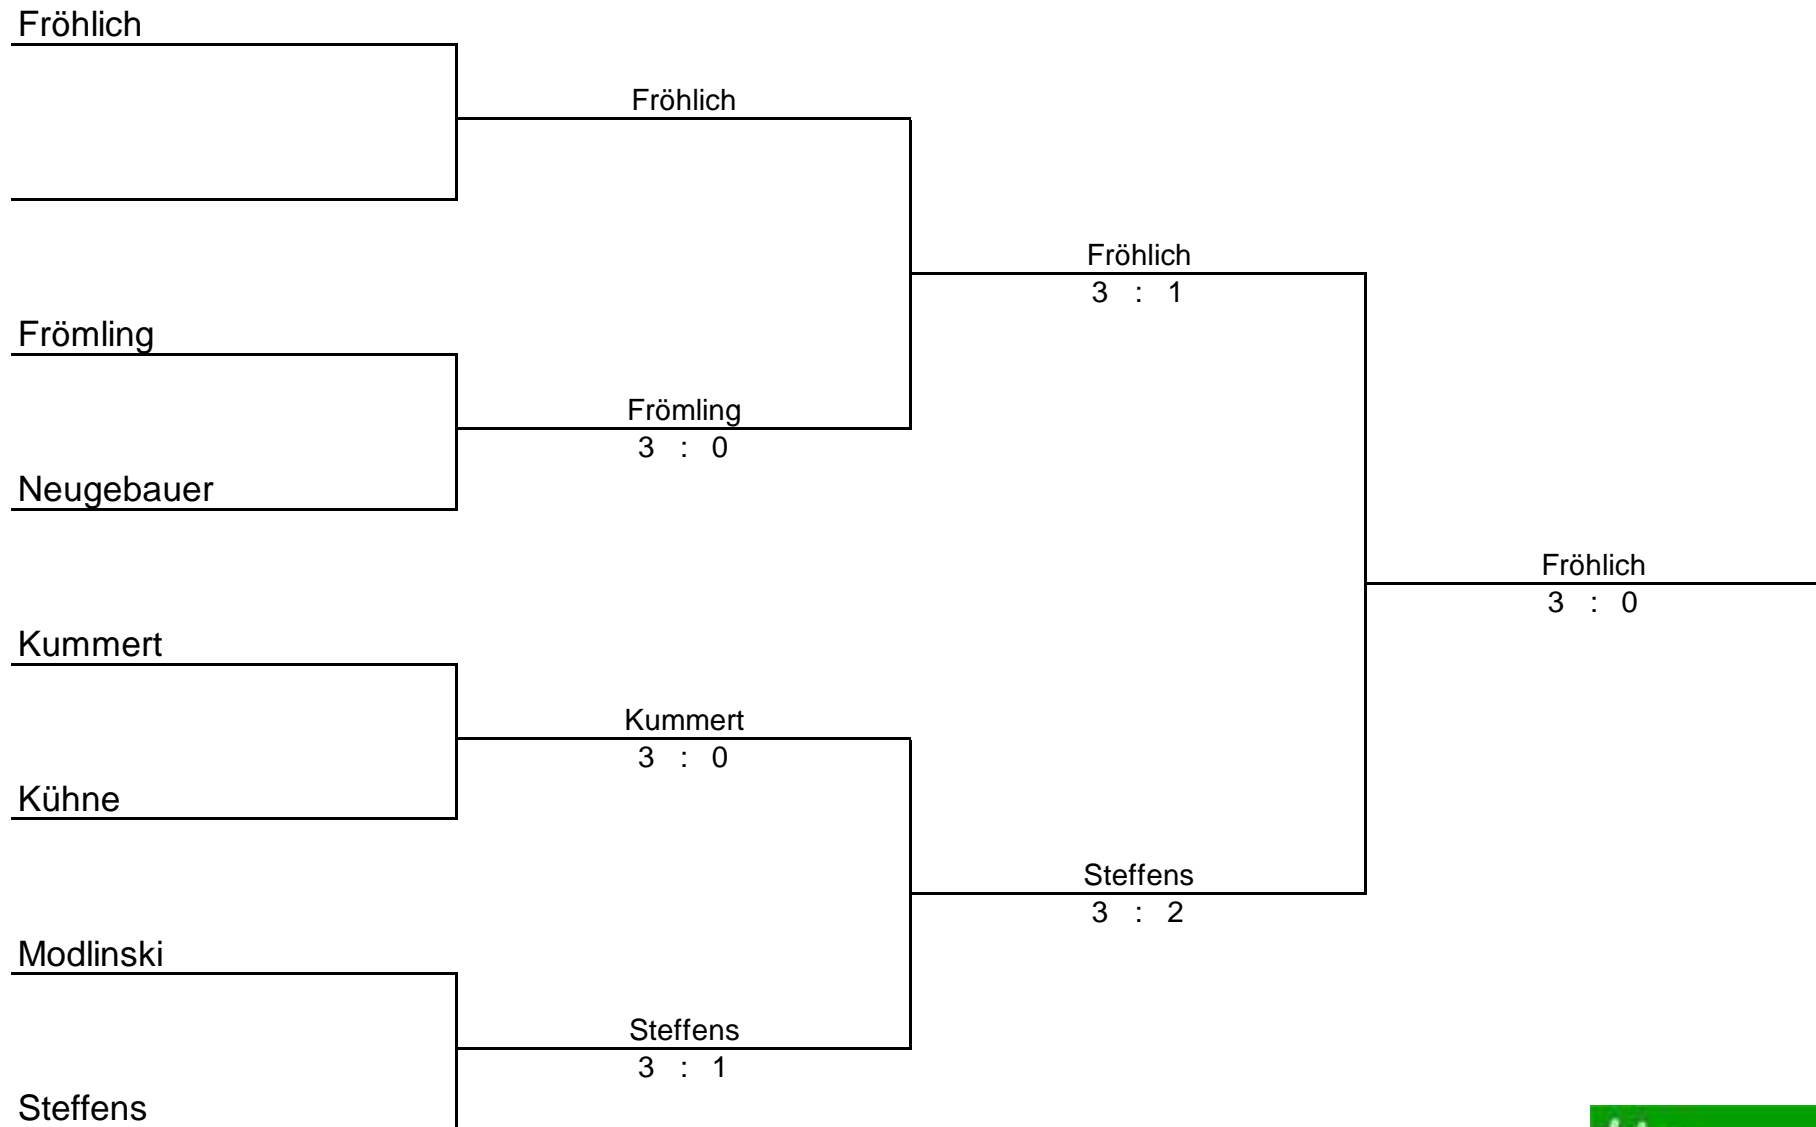 Fröhlich
Fröhlich
Fröhlich
3 : 1
Frömling
Frömling
3 : 0
Neugebauer
Fröhlich
3 : 0
Kummert
Kummert
3 : 0
Kühne
Steffens
3 : 2
Modlinski
Steffens
3 : 1
Steffens